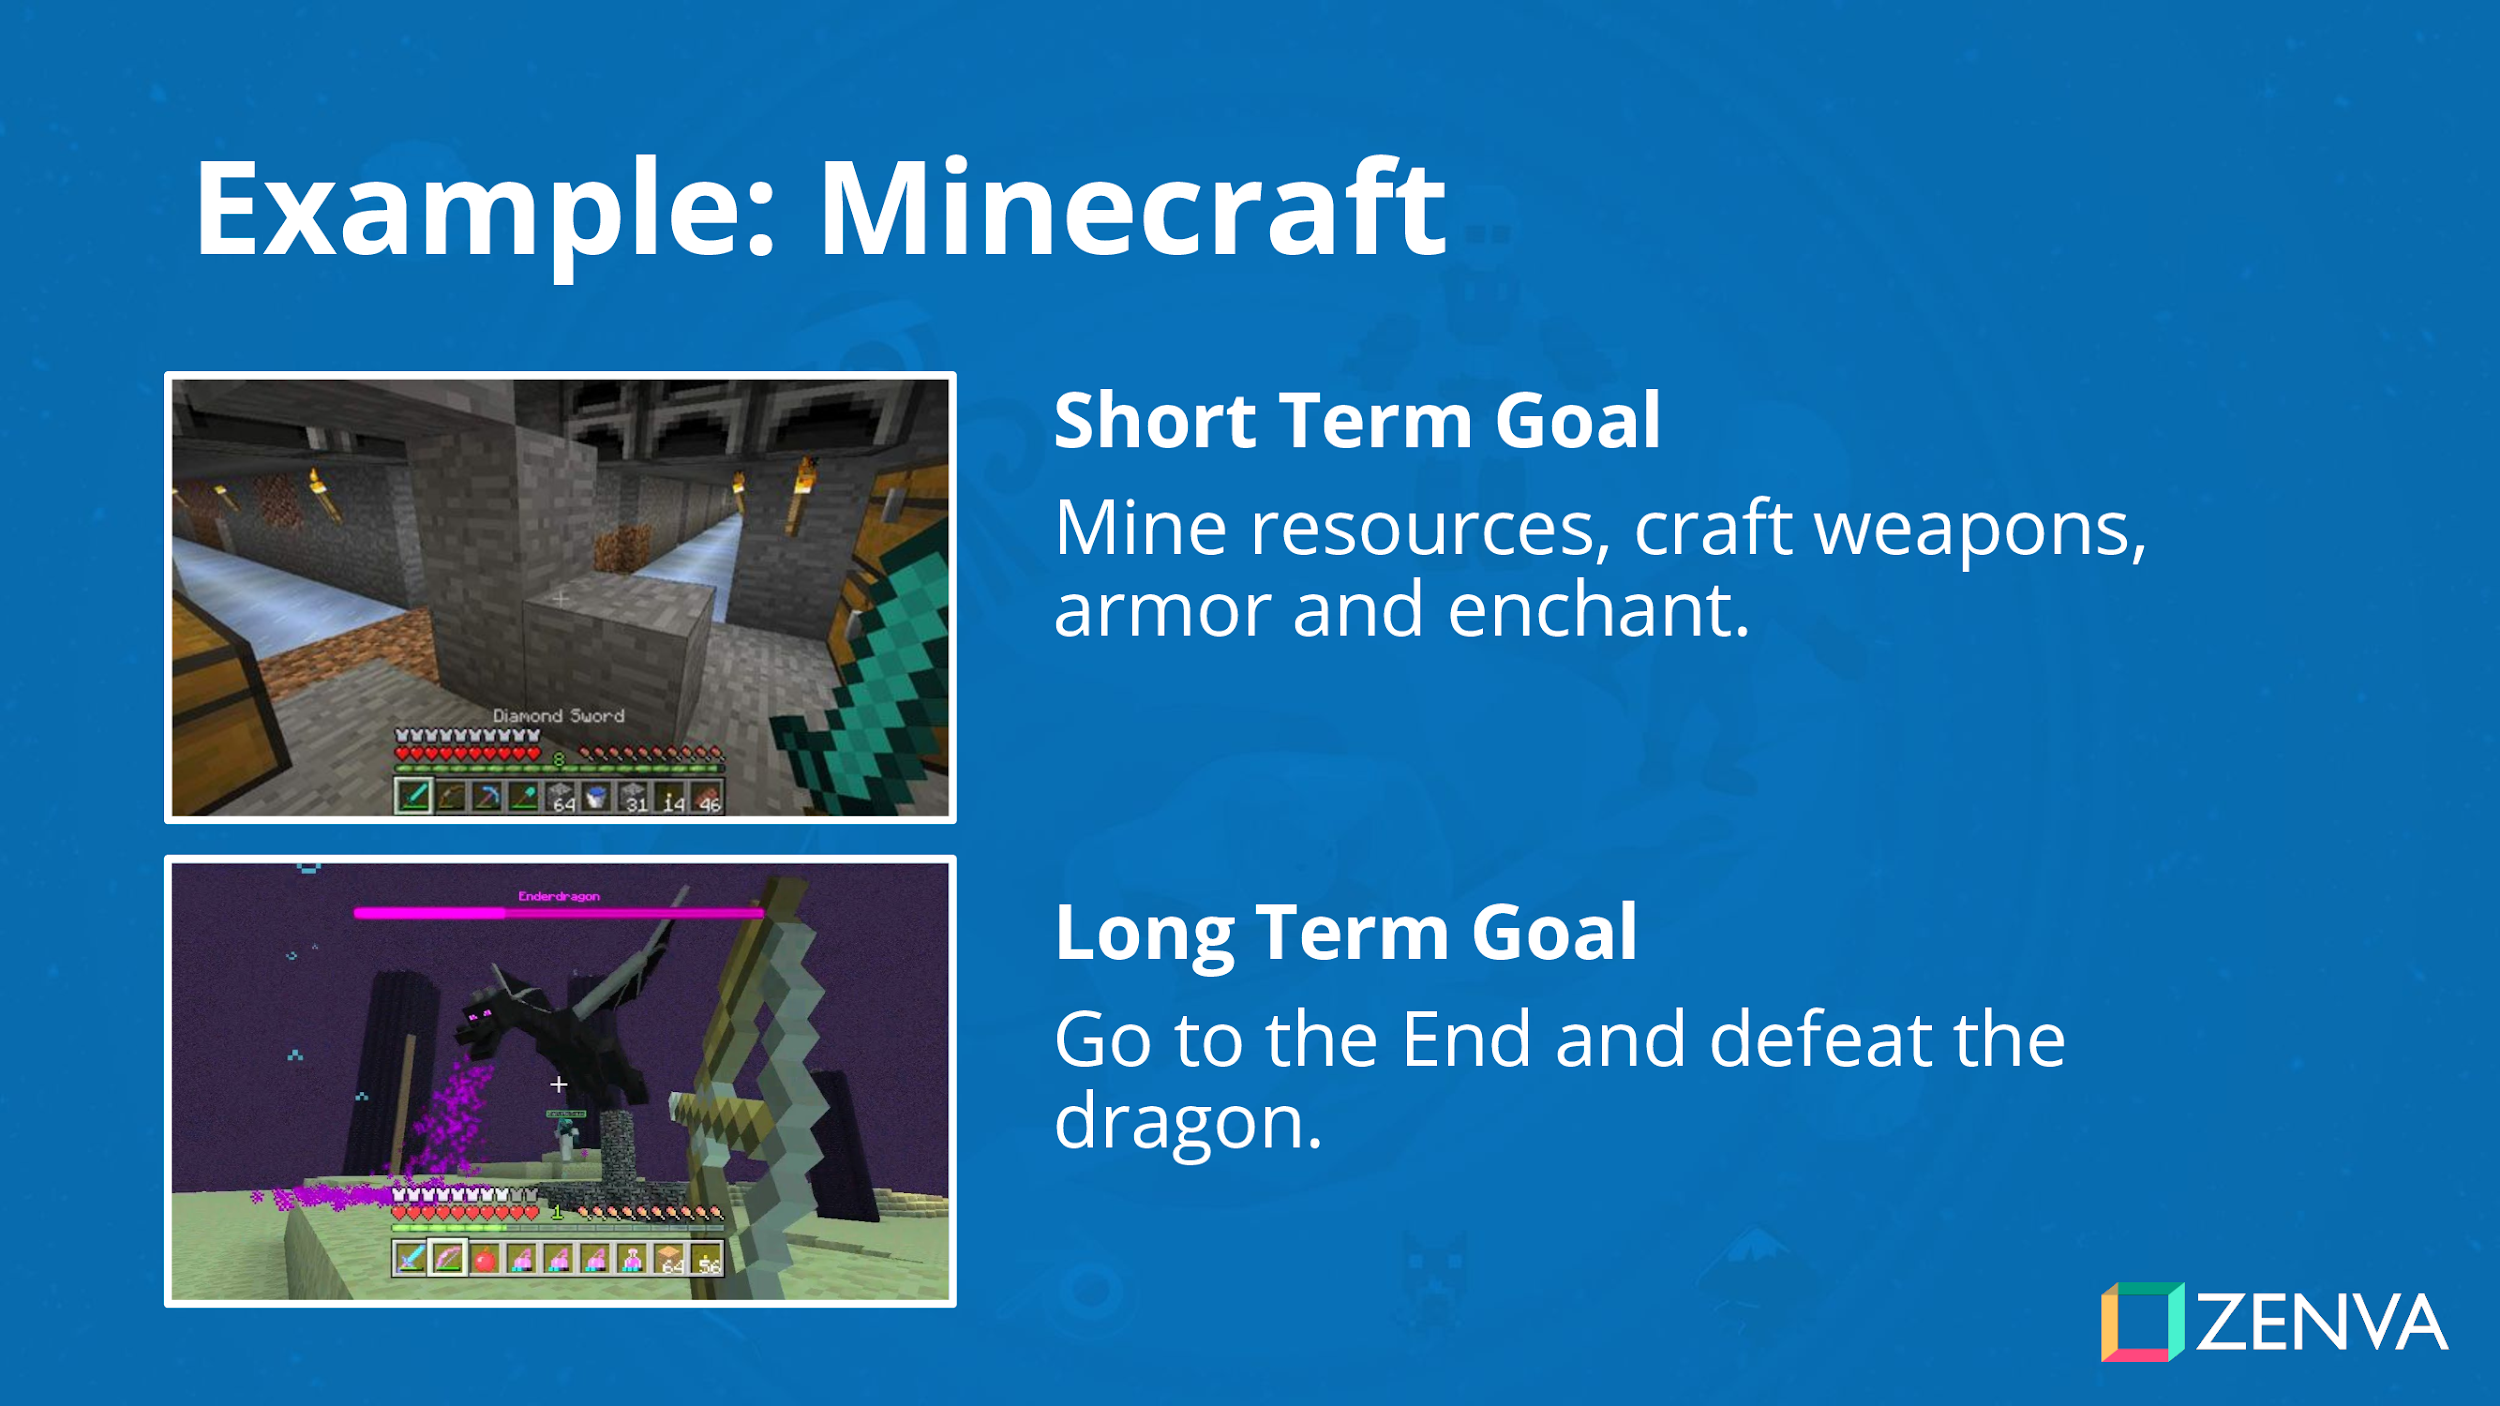 Example: Minecraft
Diamond Sword
8
64
31
14
46
Short Term Goal
Mine resources, craft weapons,
armor and enchant.
Enderdragon
1
64
56
Long Term Goal
Go to the End and defeat the
dragon.
ZENVA